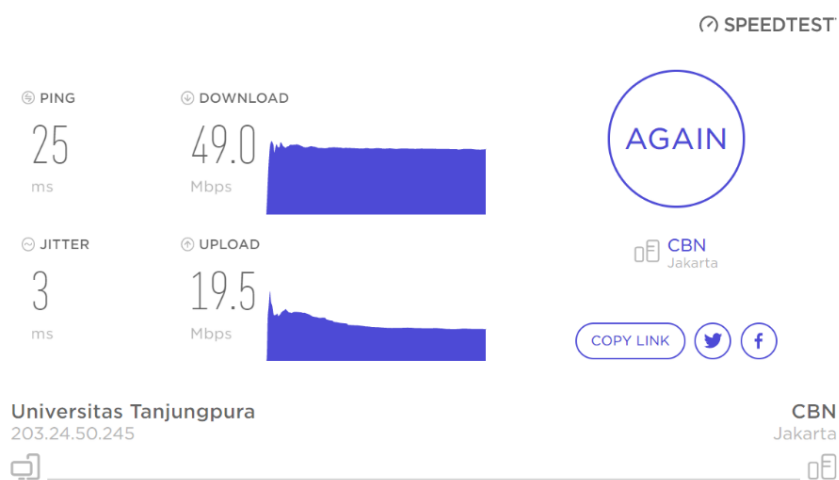 SPEEDTEST
PING
25
ms
DOWNLOAD
49.0
Mbps
JITTER
3
ms
UPLOAD
19.5
Mbps
AGAIN
CBN
Jakarta
COPY LINK
Universitas Tanjungpura
203.24.50.245
CBN
Jakarta